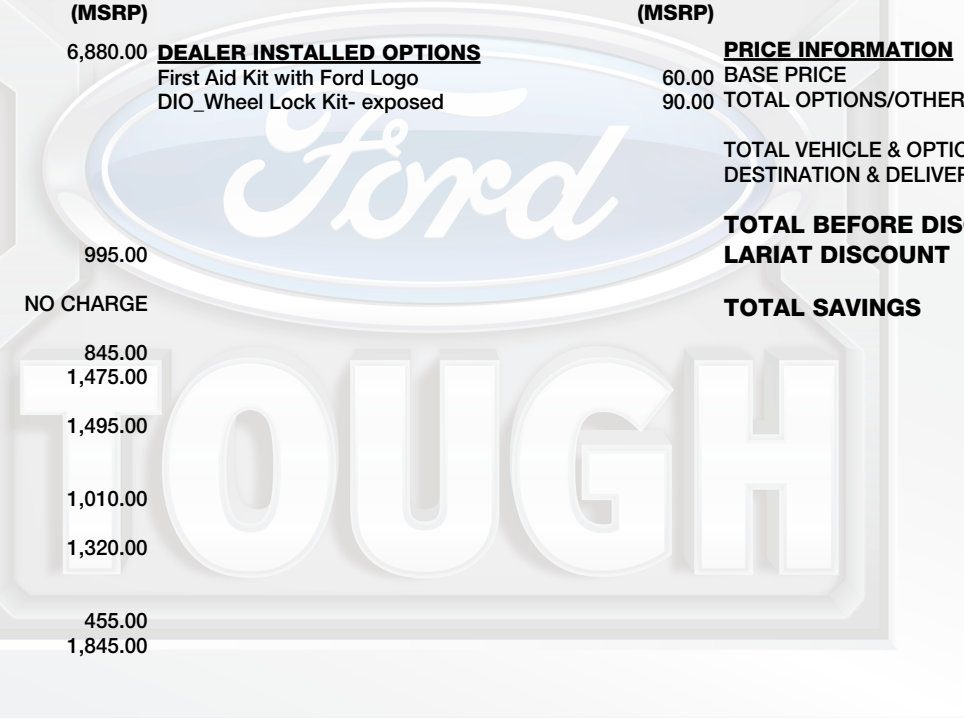 (MSRP) (MSRP)
6,880.00 DEALER INSTALLED OPTIONS PRICE INFORMATION
First Aid Kit with Ford Logo 60.00 BASE PRICE
DIO_Wheel Lock Kit- exposed 90.00 TOTAL OPTIONS/OTHER
TOTAL VEHICLE & OPTIO
DESTINATION & DELIVER
TOTAL BEFORE DISC
995.00 LARIAT DISCOUNT
NO CHARGE TOTAL SAVINGS
845.00
1,475.00
1,495.00
1,010.00
1,320.00
455.00
1,845.00
Ford
TOUGH